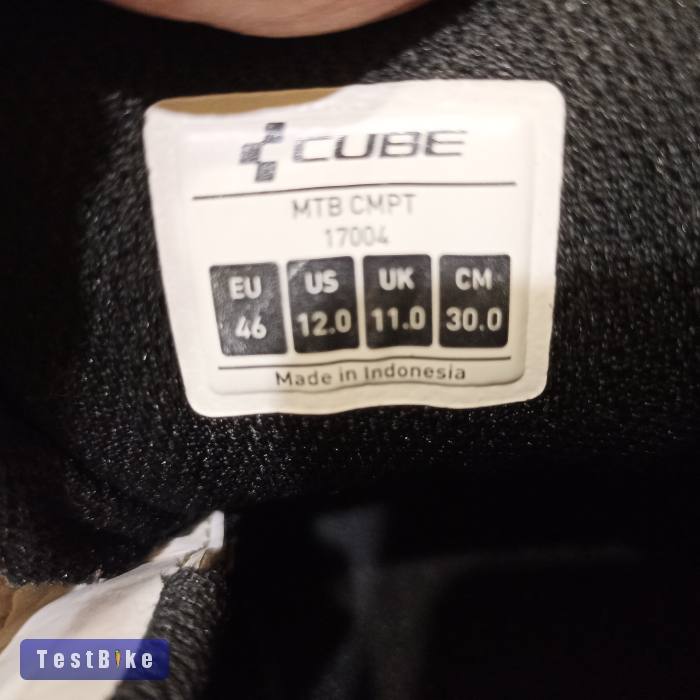 CUBE
MTB CMPT
17004
EU US UK CM
46 12.0 11.0 30.0
Made in Indonesia
TestBike